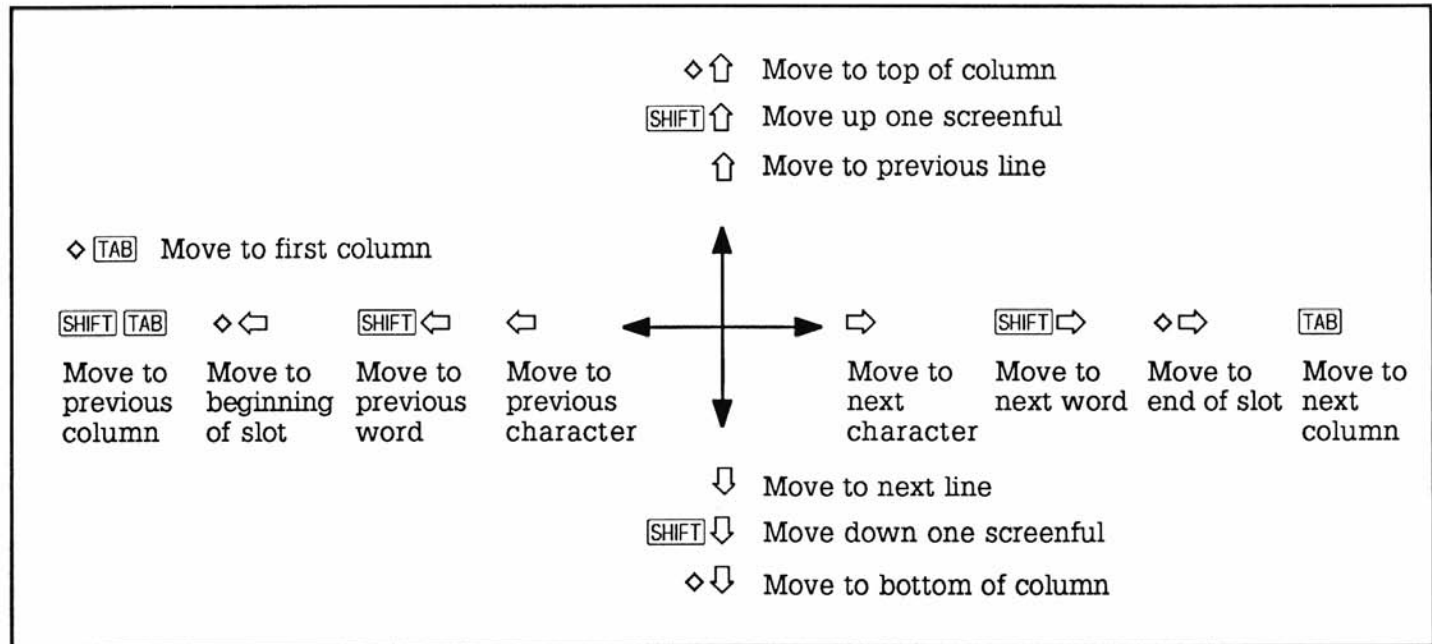 ◇⇧ Move to top of column
SHIFT⇧ Move up one screenful
⇧ Move to previous line
◇ TAB Move to first column
SHIFT TAB ◇⇦ SHIFT⇦ ⇦ ⇨ SHIFT⇨ ◇⇨ TAB
Move to Move to Move to Move to Move to Move to Move to Move to
previous beginning previous previous next next word end of slot next
column of slot word character character column
⇩ Move to next line
SHIFT⇩ Move down one screenful
◇⇩ Move to bottom of column